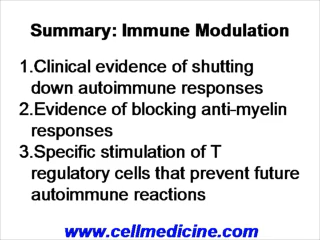 Summary: Immune Modulation
1.Clinical evidence of shutting
down autoimmune responses
2.Evidence of blocking anti-myelin
responses
3.Specific stimulation of T
regulatory cells that prevent future
autoimmune reactions
www.cellmedicine.com